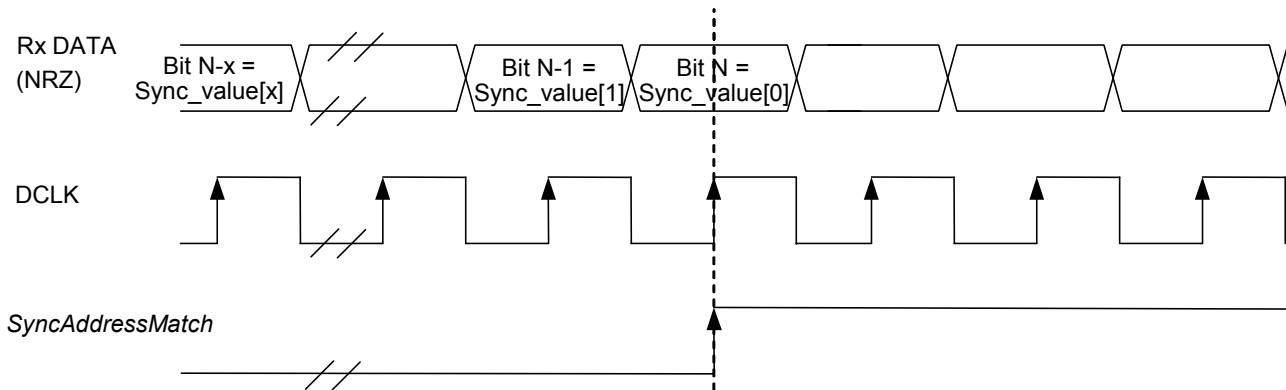 Rx DATA
(NRZ)
Bit N-x =
Sync_value[x]
Bit N-1 =
Sync_value[1]
Bit N =
Sync_value[0]
DCLK
SyncAddressMatch